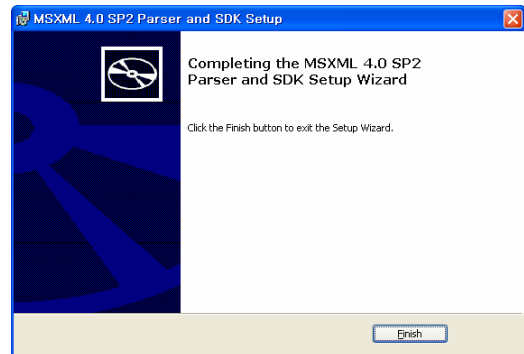 MSXML 4.0 SP2 Parser and SDK Setup
Completing the MSXML 4.0 SP2
Parser and SDK Setup Wizard
Click the Finish button to exit the Setup Wizard.
Finish